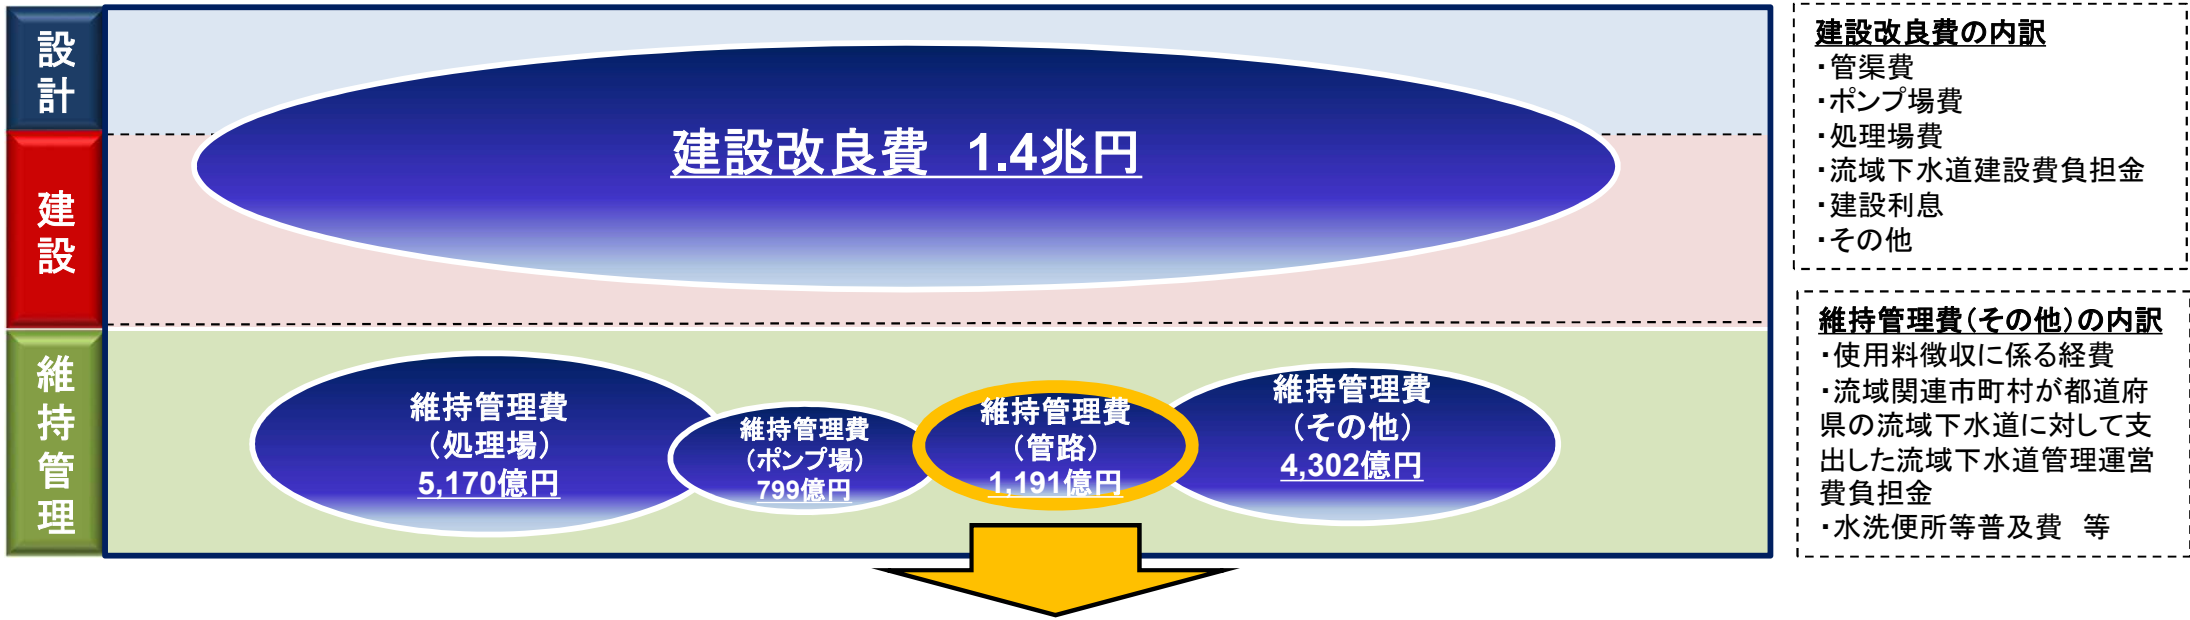 設計
建設
維持管理
建設改良費　1.4兆円
維持管理費
（処理場）
5,170億円
維持管理費
（ポンプ場）
799億円
維持管理費
（管路）
1,191億円
維持管理費
（その他）
4,302億円
建設改良費の内訳
・管渠費
・ポンプ場費
・処理場費
・流域下水道建設費負担金
・建設利息
・その他
維持管理費（その他）の内訳
・使用料徴収に係る経費
・流域関連市町村が都道府
県の流域下水道に対して支
出した流域下水道管理運営
費負担金
・水洗便所等普及費　等